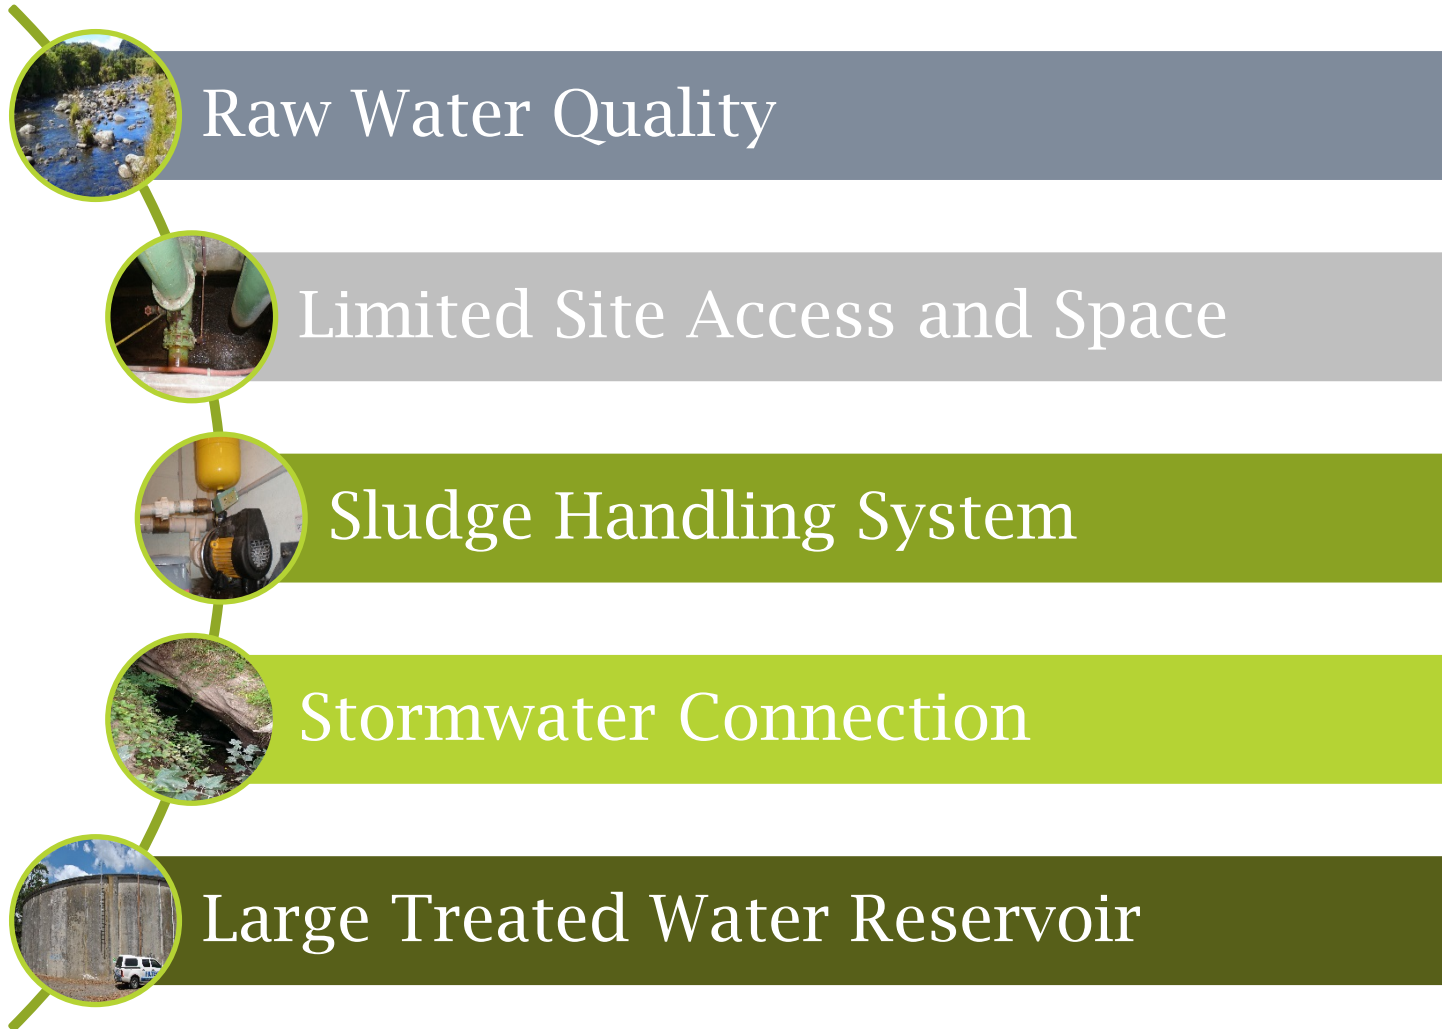 Raw Water Quality
Limited Site Access and Space
Sludge Handling System
Stormwater Connection
Large Treated Water Reservoir